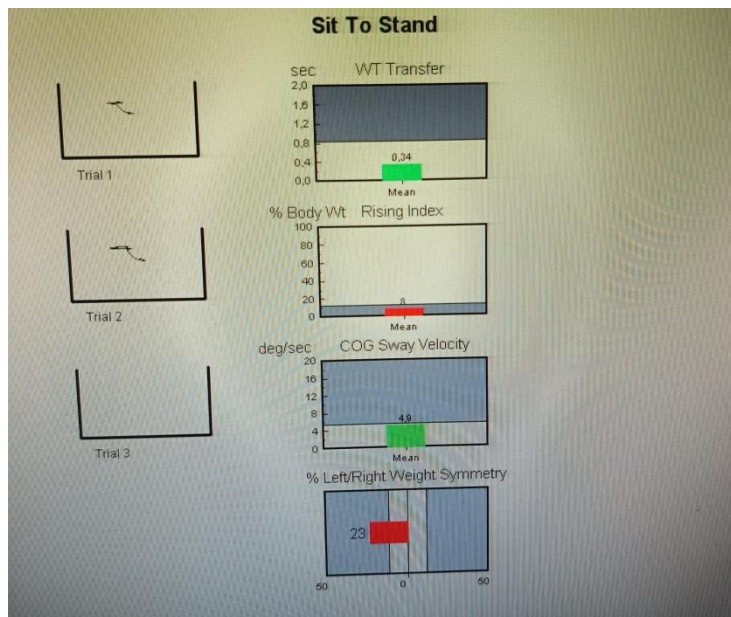 Sit To Stand
sec WT Transfer
2,0
1,6
1,2
0,8
0,4
0,0
0,34
Mean
Trial 1
% Body Wt Rising Index
100
80
60
40
20
0
8
Mean
Trial 2
deg/sec COG Sway Velocity
20
16
12
8
4
0
4,9
Mean
Trial 3
% Left/Right Weight Symmetry
23
50 0 50